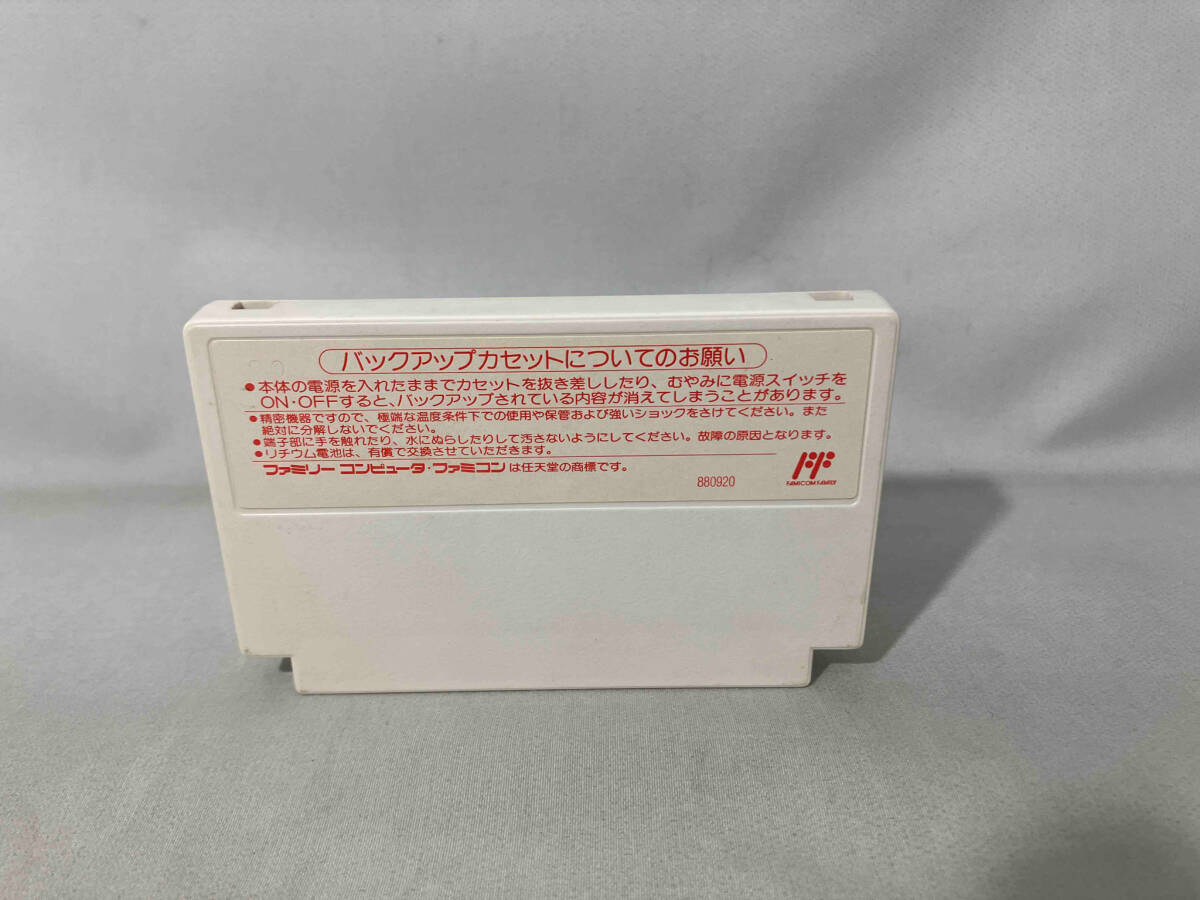 バックアップカセットについてのお願い
●本体の電源を入れたままでカセットを抜き差ししたり、むやみに電源スイッチを
ON・OFFすると、バックアップされている内容が消えてしまうことがあります。
●精密機器ですので、極端な温度条件下での使用や保管および強いショックをさけてください。また
絶対に分解しないでください。
●端子部に手を触れたり、水にぬらしたりして汚さないようにしてください。故障の原因となります。
●リチウム電池は、有償で交換させていただきます。
ファミリーコンピュータ・ファミコンは任天堂の商標です。
880920
FF
FAMICOM FAMILY